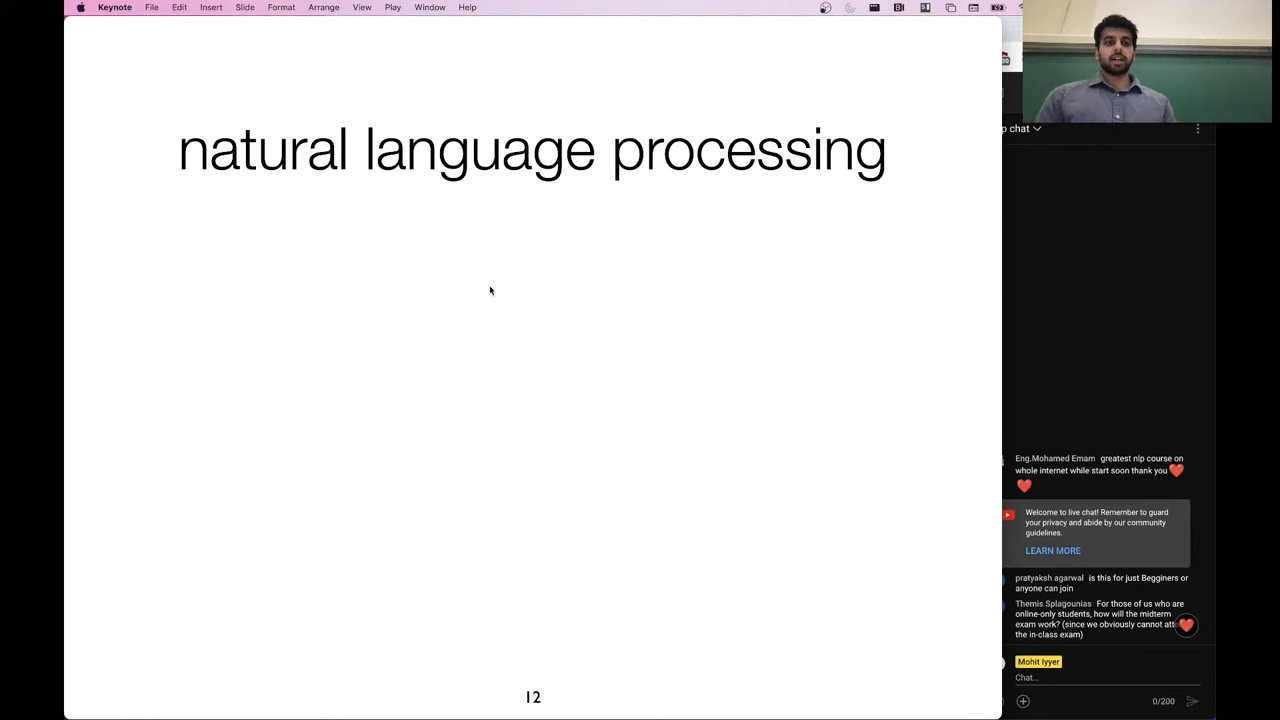 Keynote File Edit Insert Slide Format Arrange View Play Window Help
natural language processing
12
p chat
Eng.Mohamed Emam greatest nlp course on
whole internet while start soon thank you
Welcome to live chat! Remember to guard
your privacy and abide by our community
guidelines.
LEARN MORE
pratyaksh agarwal is this for just Begginers or
anyone can join
Themis Splagounias For those of us who are
online-only students, how will the midterm
exam work? (since we obviously cannot att
the in-class exam)
Mohit Iyyer
Chat...
0/200